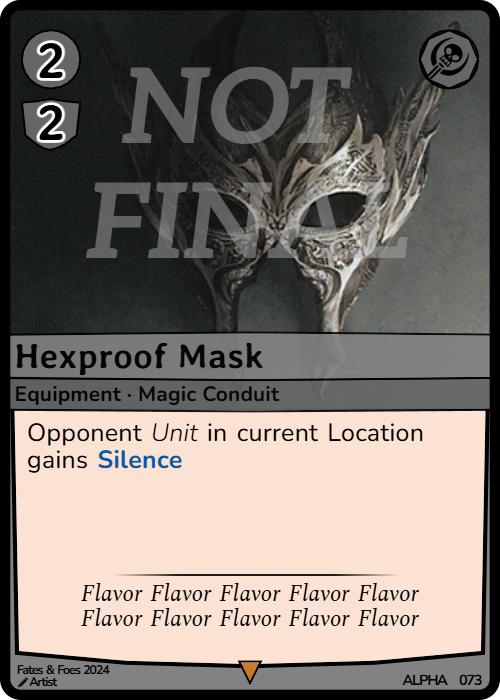 2
2
NOT
FINAL
Hexproof Mask
Equipment · Magic Conduit
Opponent Unit in current Location
gains Silence
Flavor Flavor Flavor Flavor Flavor
Flavor Flavor Flavor Flavor Flavor
Fates & Foes 2024
Artist
ALPHA 073